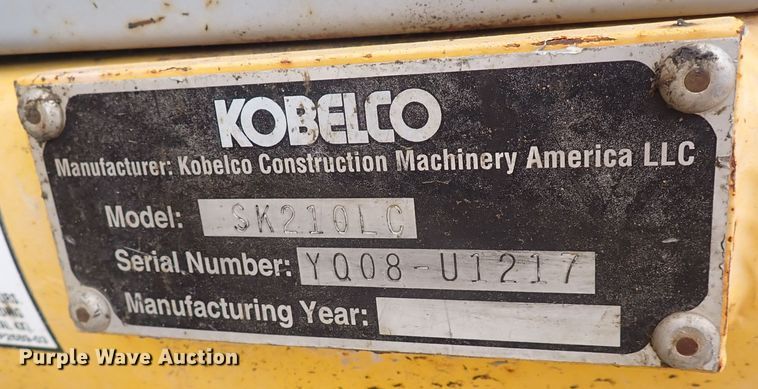 KOBELCO
Manufacturer: Kobelco Construction Machinery America LLC
Model: SK210LC
Serial Number: YQ08-U1217
Manufacturing Year:
Purple Wave Auction